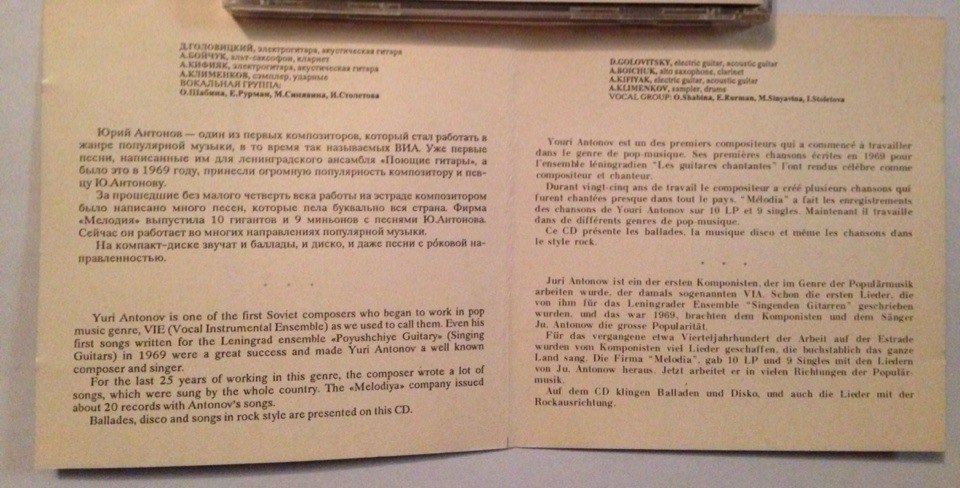 Д.ГОЛОВИЦКИЙ, электрогитара, акустическая гитара
А.БОЙЧУК, альт-саксофон, кларнет
А.КИФИЯК, электрогитара, акустическая гитара
А.КЛИМЕНКОВ, сэмплер, ударные
ВОКАЛЬНАЯ ГРУППА:
О.Шабина, Е.Рурман, М.Синявина, И.Столетова
Юрий Антонов — один из первых композиторов, который стал работать в
жанре популярной музыки, в то время так называемых ВИА. Уже первые
песни, написанные им для ленинградского ансамбля «Поющие гитары», а
было это в 1969 году, принесли огромную популярность композитору и пев-
цу Ю.Антонову.
За прошедшие без малого четверть века работы на эстраде композитором
было написано много песен, которые пела буквально вся страна. Фирма
«Мелодия» выпустила 10 гигантов и 9 миньонов с песнями Ю.Антонова.
Сейчас он работает во многих направлениях популярной музыки.
На компакт-диске звучат и баллады, и диско, и даже песни с ро́ковой на-
правленностью.
* * *
Yuri Antonov is one of the first Soviet composers who began to work in pop
music genre, VIE (Vocal Instrumental Ensemble) as we used to call them. Even his
first songs written for the Leningrad ensemble «Poyushchiye Guitary» (Singing
Guitars) in 1969 were a great success and made Yuri Antonov a well known
composer and singer.
For the last 25 years of working in this genre, the composer wrote a lot of
songs, which were sung by the whole country. The «Melodiya» company issued
about 20 records with Antonov's songs.
Ballades, disco and songs in rock style are presented on this CD.
D.GOLOVITSKY, electric guitar, acoustic guitar
A.BOICHUK, alto saxophone, clarinet
A.KIFIYAK, electric guitar, acoustic guitar
A.KLIMENKOV, sampler, drums
VOCAL GROUP: O.Shabina, E.Rurman, M.Sinyavina, I.Stoletova
Youri Antonov est un des premiers compositeurs qui a commencé à travailler
dans le genre de pop-musique. Ses premières chansons écrites en 1969 pour
l'ensemble léningradien "Les guitares chantantes" l'ont rendus célèbre comme
compositeur et chanteur.
Durant vingt-cinq ans de travail le compositeur a créé plusieurs chansons qui
furent chantées presque dans tout le pays. "Mélodia" a fait les enregistrements
des chansons de Youri Antonov sur 10 LP et 9 singles. Maintenant il travaille
dans de différents genres de pop-musique.
Ce CD présente les ballades, la musique disco et même les chansons dans
le style rock.
* * *
Juri Antonow ist ein der ersten Komponisten, der im Genre der Populärmusik
arbeiten wurde, der damals sogenannten VIA. Schon die ersten Lieder, die
von ihm für das Leningrader Ensemble "Singenden Gitarren" geschrieben
wurden, und das war 1969, brachten dem Komponisten und dem Sänger
Ju. Antonow die grosse Popularität.
Für das vergangene etwa Vierteljahrhundert der Arbeit auf der Estrade
wurden vom Komponisten viel Lieder geschaffen, die buchstablich das ganze
Land sang. Die Firma "Melodia", gab 10 LP und 9 Singles mit den Liedern
von Ju. Antonow heraus. Jetzt arbeitet er in vielen Richtungen der Populär-
musik.
Auf dem CD klingen Balladen und Disko, und auch die Lieder mit der
Rockausrichtung.